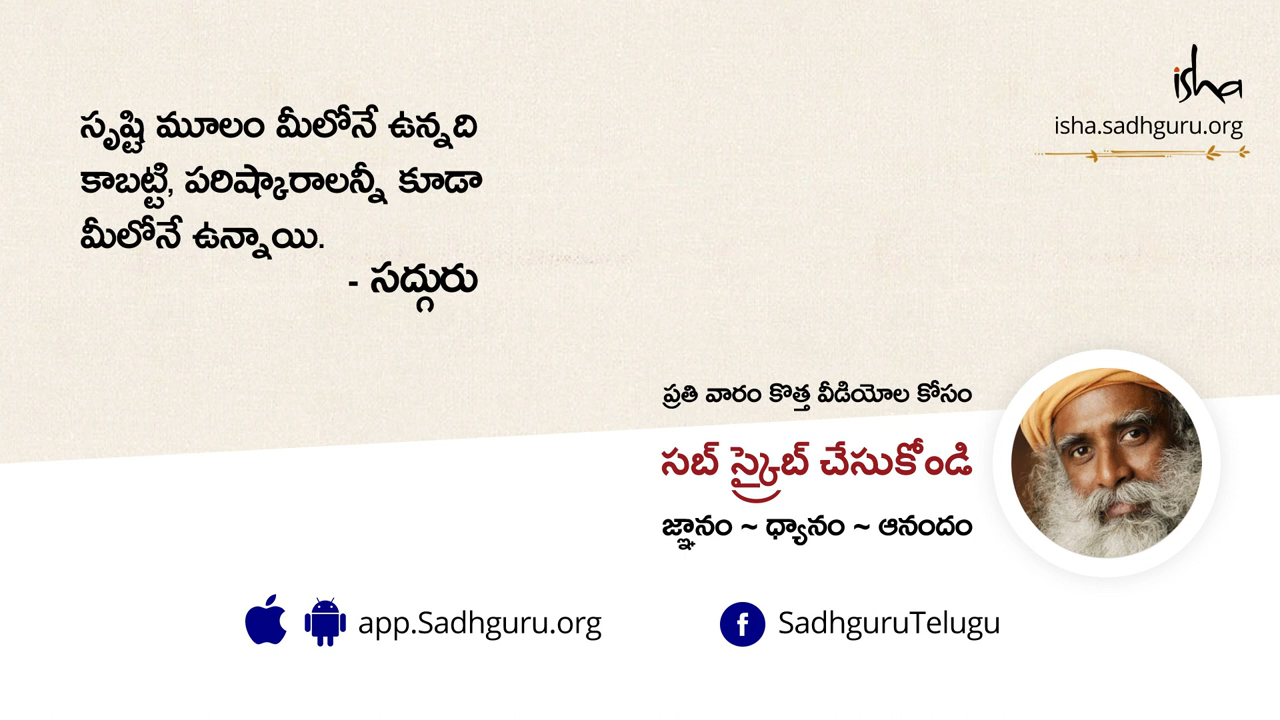 isha
isha.sadhguru.org
సృష్టి మూలం మీలోనే ఉన్నది
కాబట్టి, పరిష్కారాలన్నీ కూడా
మీలోనే ఉన్నాయి.
- సద్గురు
ప్రతి వారం కొత్త వీడియోల కోసం
సబ్ స్క్రైబ్ చేసుకోండి
జ్ఞానం ~ ధ్యానం ~ ఆనందం
app.Sadhguru.org
SadhguruTelugu